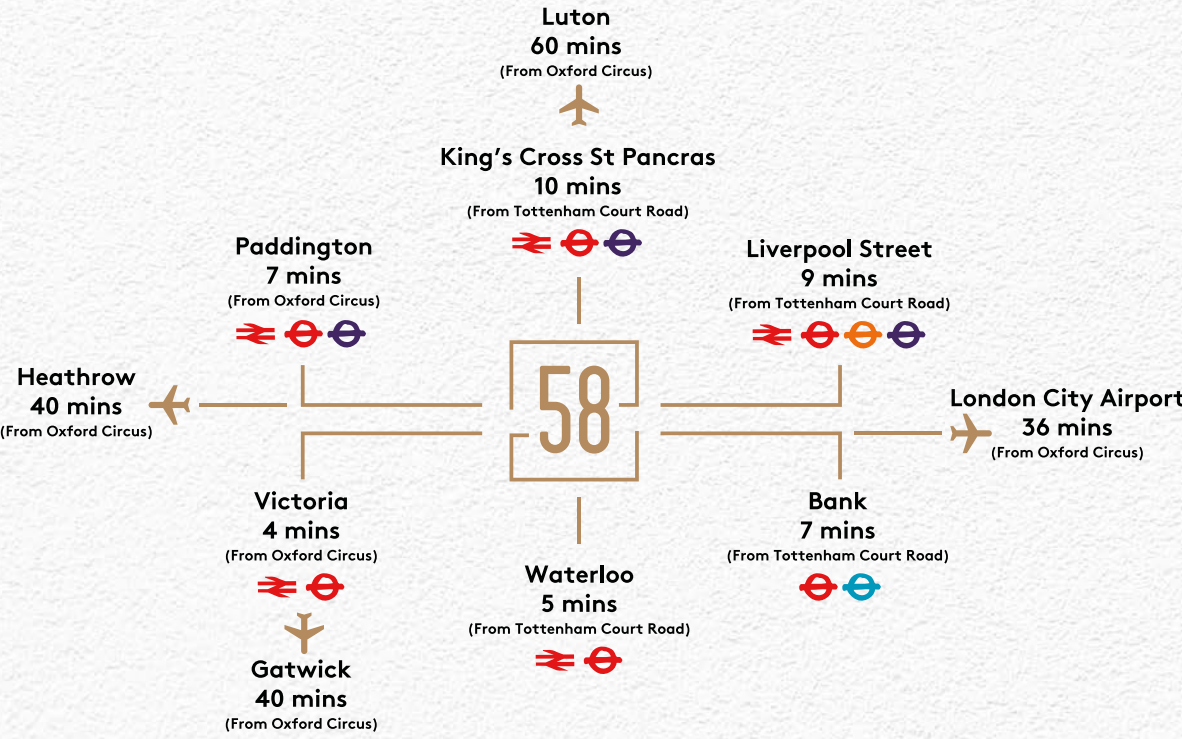 Luton
60 mins
(From Oxford Circus)
King's Cross St Pancras
10 mins
(From Tottenham Court Road)
Paddington
7 mins
(From Oxford Circus)
Liverpool Street
9 mins
(From Tottenham Court Road)
Heathrow
40 mins
(From Oxford Circus)
58
London City Airport
36 mins
(From Oxford Circus)
Victoria
4 mins
(From Oxford Circus)
Gatwick
40 mins
(From Oxford Circus)
Waterloo
5 mins
(From Tottenham Court Road)
Bank
7 mins
(From Tottenham Court Road)